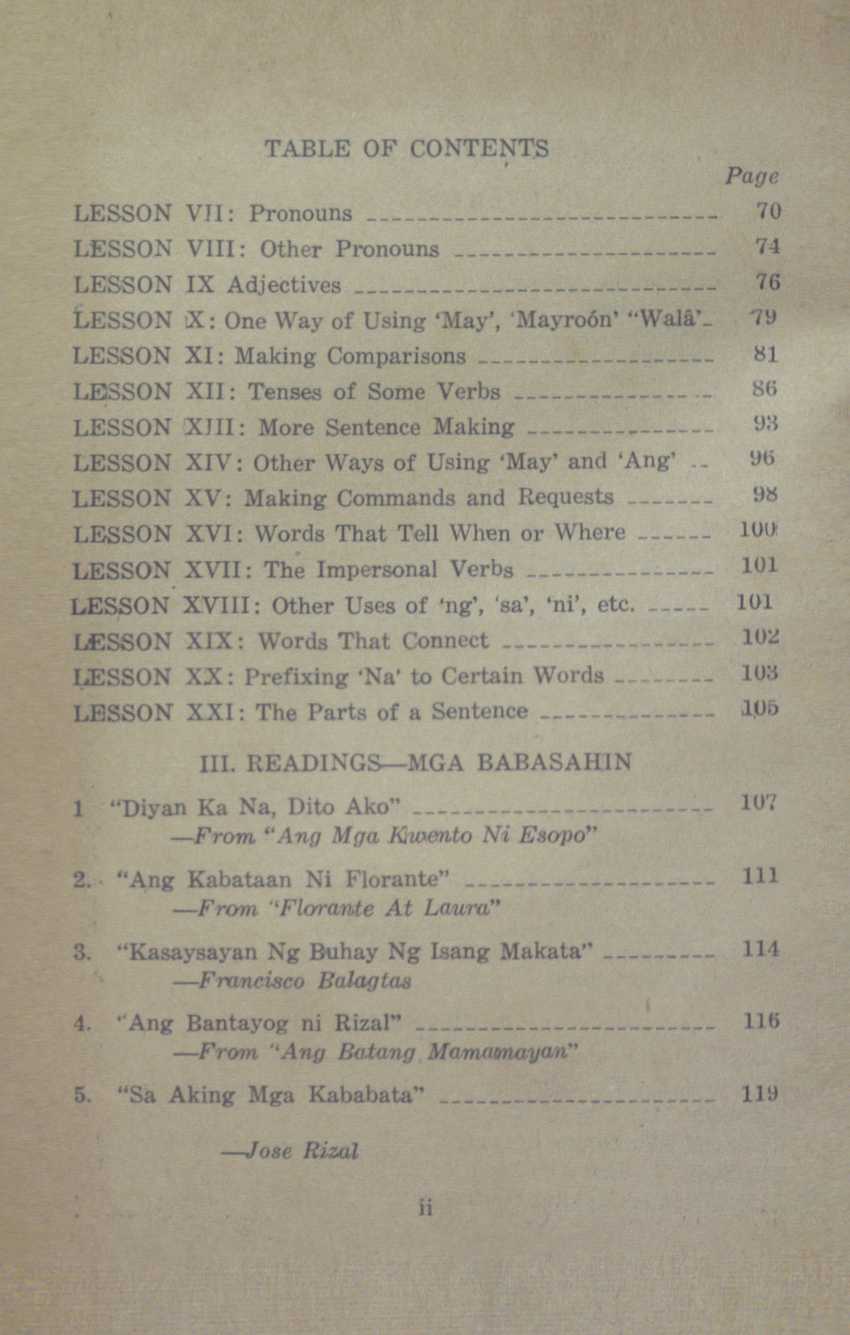 TABLE OF CONTENTS
Page
LESSON VII: Pronouns ---------------------------- 70
LESSON VIII: Other Pronouns --------------------- 74
LESSON IX Adjectives ----------------------------- 76
LESSON X: One Way of Using ‘May’, ‘Mayroón’ “Walâ’- 79
LESSON XI: Making Comparisons ------------------- 81
LESSON XII: Tenses of Some Verbs ---------------- 86
LESSON XIII: More Sentence Making --------------- 93
LESSON XIV: Other Ways of Using ‘May’ and ‘Ang’ -- 96
LESSON XV: Making Commands and Requests ------- 98
LESSON XVI: Words That Tell When or Where ------ 100
LESSON XVII: The Impersonal Verbs --------------- 101
LESSON XVIII: Other Uses of ‘ng’, ‘sa’, ‘ni’, etc. ----- 101
LESSON XIX: Words That Connect ----------------- 102
LESSON XX: Prefixing ‘Na’ to Certain Words -------- 103
LESSON XXI: The Parts of a Sentence -------------- 105
III. READINGS—MGA BABASAHIN
1 “Diyan Ka Na, Dito Ako” ------------------------ 107
—From “Ang Mga Kwento Ni Esopo”
2. “Ang Kabataan Ni Florante” -------------------- 111
—From “Florante At Laura”
3. “Kasaysayan Ng Buhay Ng Isang Makata” --------- 114
—Francisco Balagtas
4. “Ang Bantayog ni Rizal” ------------------------ 116
—From “Ang Batang Mamamayan”
5. “Sa Aking Mga Kababata” ---------------------- 119
—Jose Rizal
ii